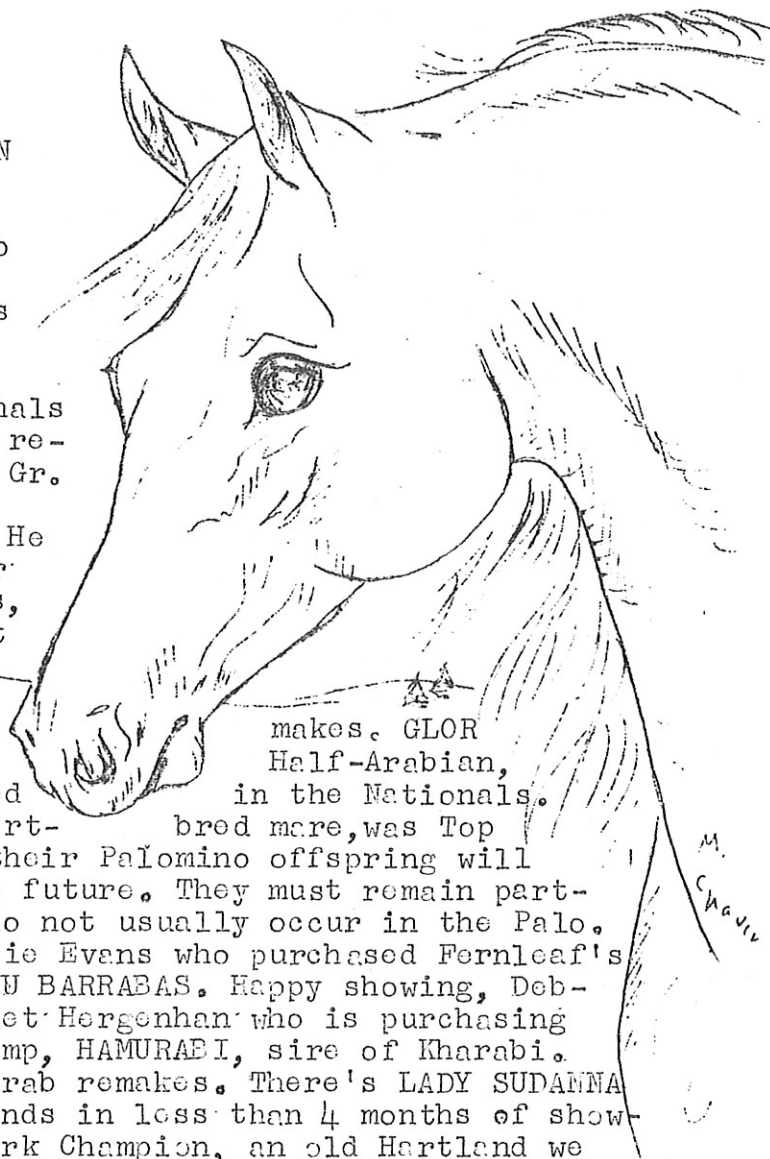 N
o
s
nals
re-
Gr.
He
s,
t
makes. GLOR
Half-Arabian,
d in the Nationals.
rt- bred mare,was Top
their Palomino offspring will
future. They must remain part-
o not usually occur in the Palo.
ie Evans who purchased Fernleaf's
U BARRABAS. Happy showing, Deb-
et Hergenhan who is purchasing
mp, HAMURABI, sire of Kharabi.
rab remakes. There's LADY SUDANNA
nds in less than 4 months of show-
rk Champion, an old Hartland we
M.
Chavin